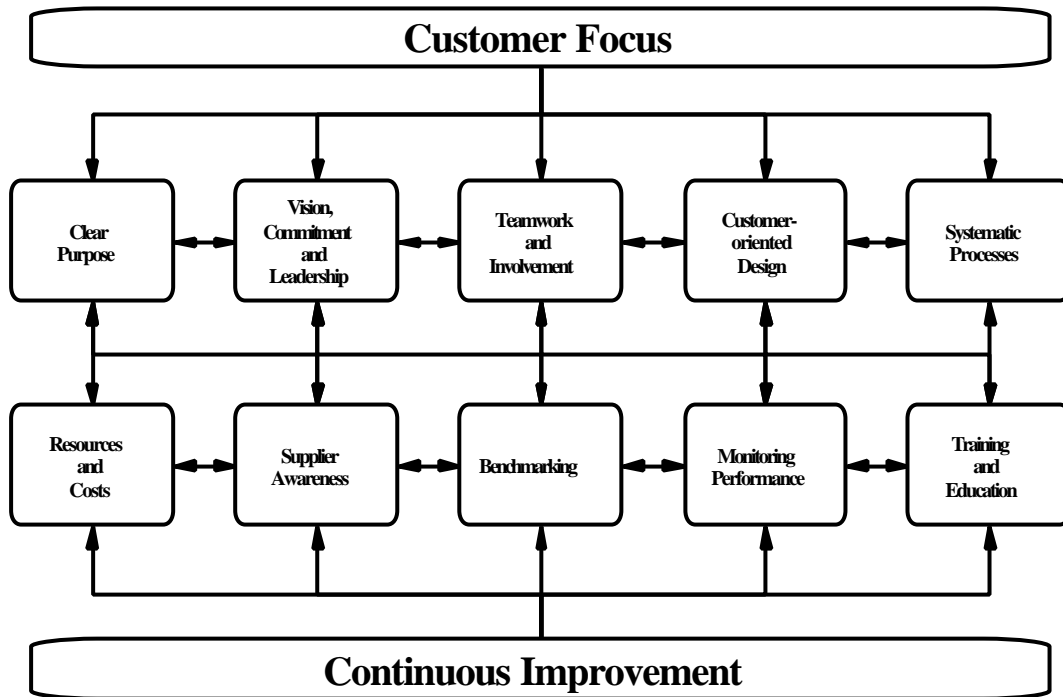 Customer Focus
Clear
Purpose
Vision,
Commitment
and
Leadership
Teamwork
and
Involvement
Customer-
oriented
Design
Systematic
Processes
Resources
and
Costs
Supplier
Awareness
Benchmarking
Monitoring
Performance
Training
and
Education
Continuous Improvement